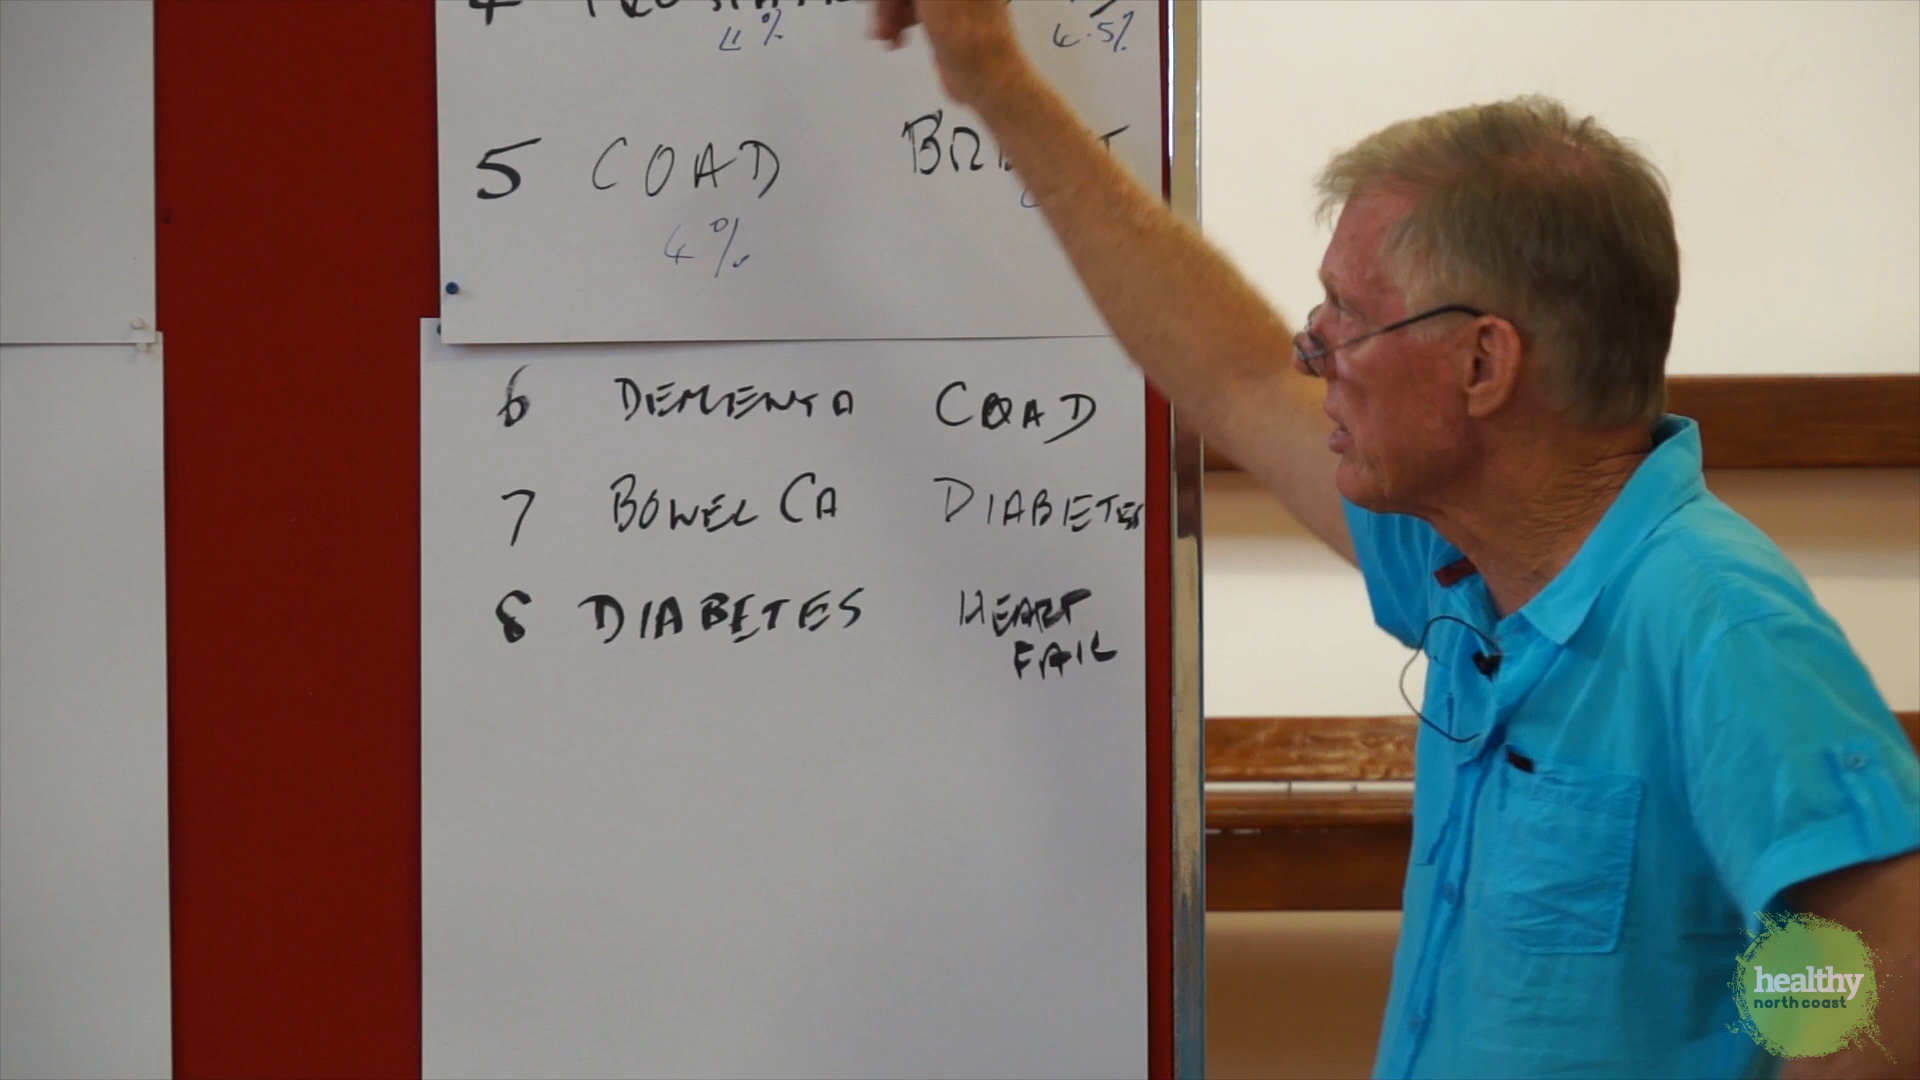 4%
4.5%
5 COAD
4%
6 DEMENTIA COAD
7 BOWEL CA DIABETES
8 DIABETES HEART
FAIL
healthy
north coast